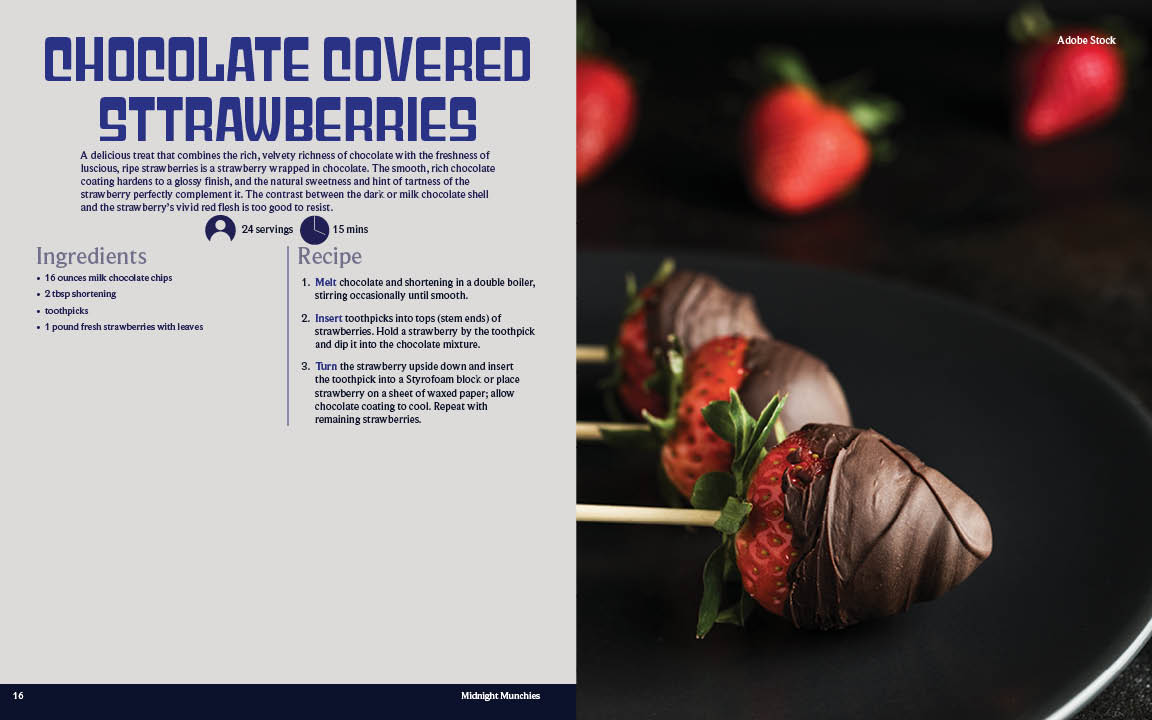 CHOCOLATE COVERED
STTRAWBERRIES
A delicious treat that combines the rich, velvety richness of chocolate with the freshness of
luscious, ripe strawberries is a strawberry wrapped in chocolate. The smooth, rich chocolate
coating hardens to a glossy finish, and the natural sweetness and hint of tartness of the
strawberry perfectly complement it. The contrast between the dark or milk chocolate shell
and the strawberry's vivid red flesh is too good to resist.
24 servings 15 mins
Ingredients
• 16 ounces milk chocolate chips
• 2 tbsp shortening
• toothpicks
• 1 pound fresh strawberries with leaves
Recipe
1. Melt chocolate and shortening in a double boiler,
stirring occasionally until smooth.
2. Insert toothpicks into tops (stem ends) of
strawberries. Hold a strawberry by the toothpick
and dip it into the chocolate mixture.
3. Turn the strawberry upside down and insert
the toothpick into a Styrofoam block or place
strawberry on a sheet of waxed paper; allow
chocolate coating to cool. Repeat with
remaining strawberries.
16
Midnight Munchies
Adobe Stock